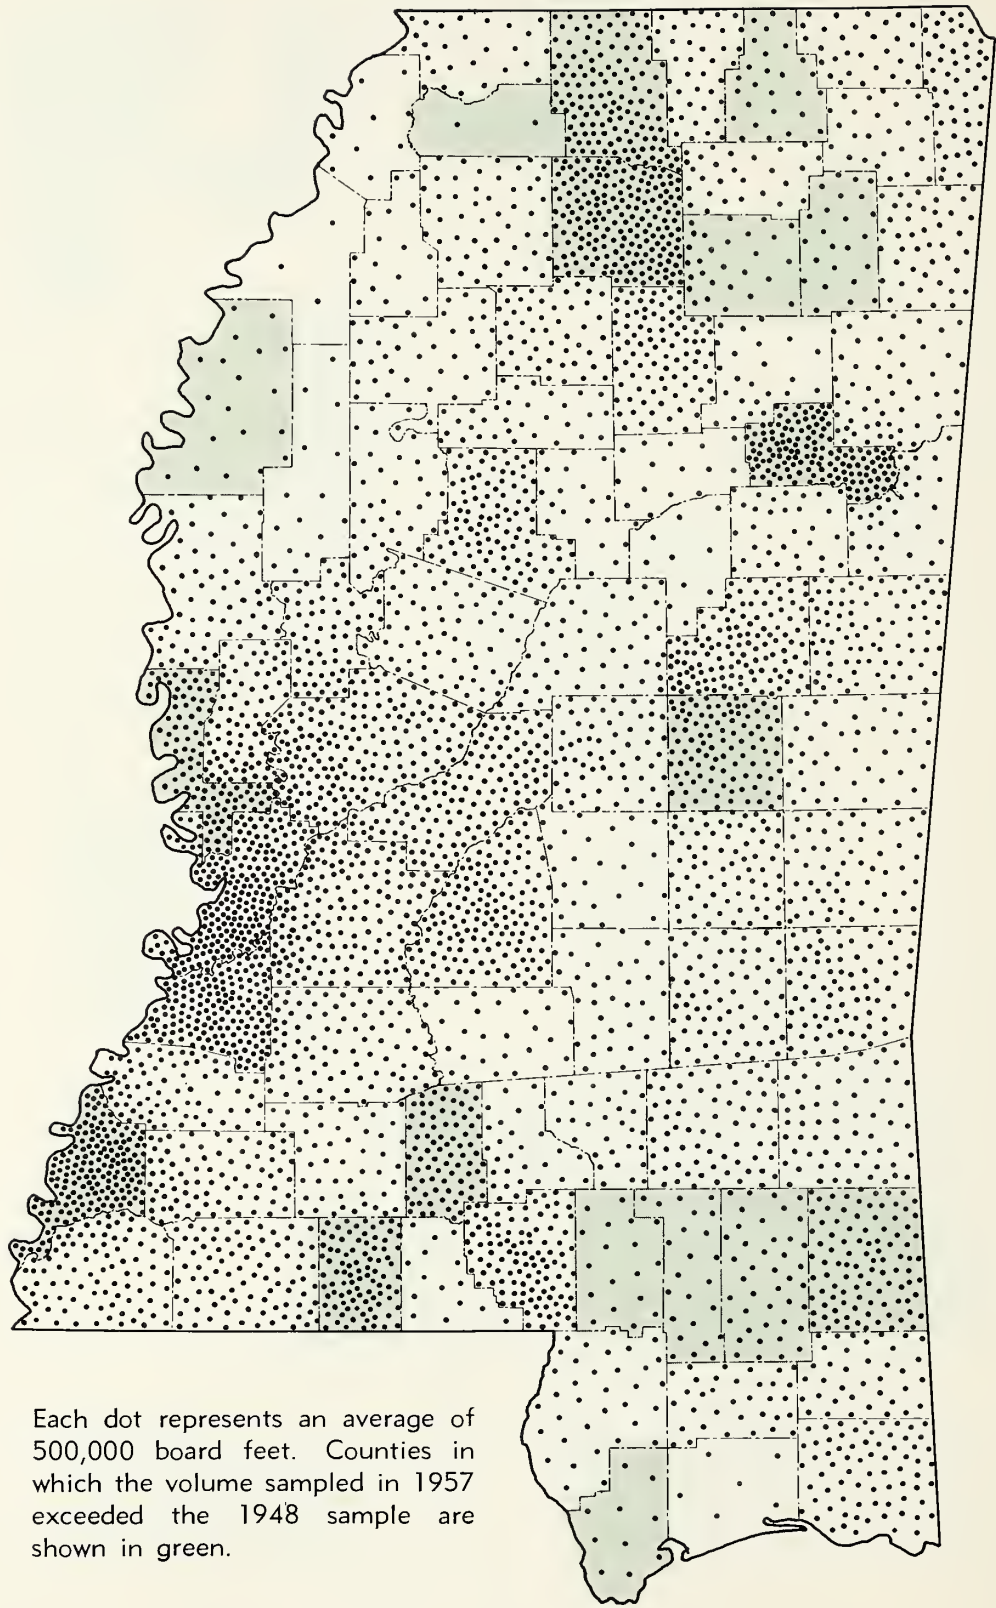 Each dot represents an average of
500,000 board feet. Counties in
which the volume sampled in 1957
exceeded the 1948 sample are
shown in green.